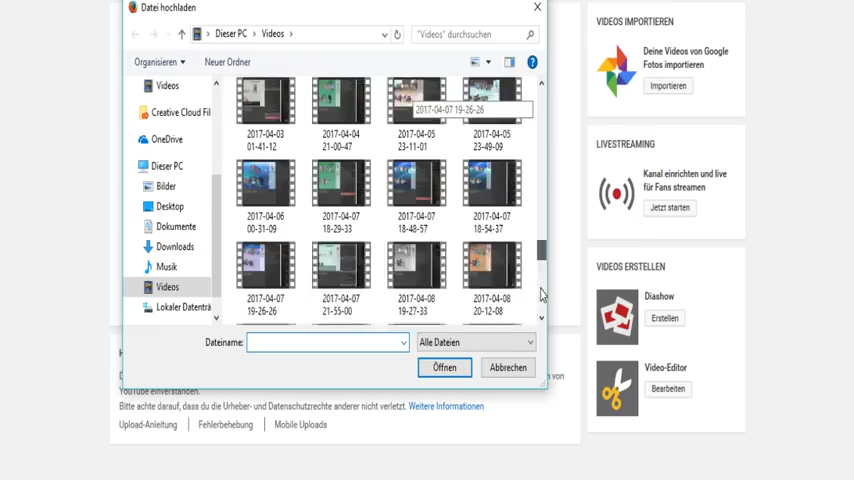 Datei hochladen
Dieser PC > Videos >
"Videos" durchsuchen
Organisieren
Neuer Ordner
?
Videos
Creative Cloud Fil
OneDrive
Dieser PC
Bilder
Desktop
Dokumente
Downloads
Musik
Videos
Lokaler Datenträ
2017-04-07 19-26-26
2017-04-03
01-41-12
2017-04-04
21-00-47
2017-04-05
23-11-01
2017-04-05
23-49-09
2017-04-06
00-31-09
2017-04-07
18-29-33
2017-04-07
18-48-57
2017-04-07
18-54-37
2017-04-07
19-26-26
2017-04-07
21-55-00
2017-04-08
19-27-33
2017-04-08
20-12-08
Dateiname:
Alle Dateien
Öffnen
Abbrechen
VIDEOS IMPORTIEREN
Deine Videos von Google
Fotos importieren
Importieren
LIVESTREAMING
Kanal einrichten und live
für Fans streamen
Jetzt starten
VIDEOS ERSTELLEN
Diashow
Erstellen
Video-Editor
Bearbeiten
von
YouTube einverstanden.
Bitte achte darauf, dass du die Urheber- und Datenschutzrechte anderer nicht verletzt. Weitere Informationen
Upload-Anleitung
Fehlerbehebung
Mobile Uploads